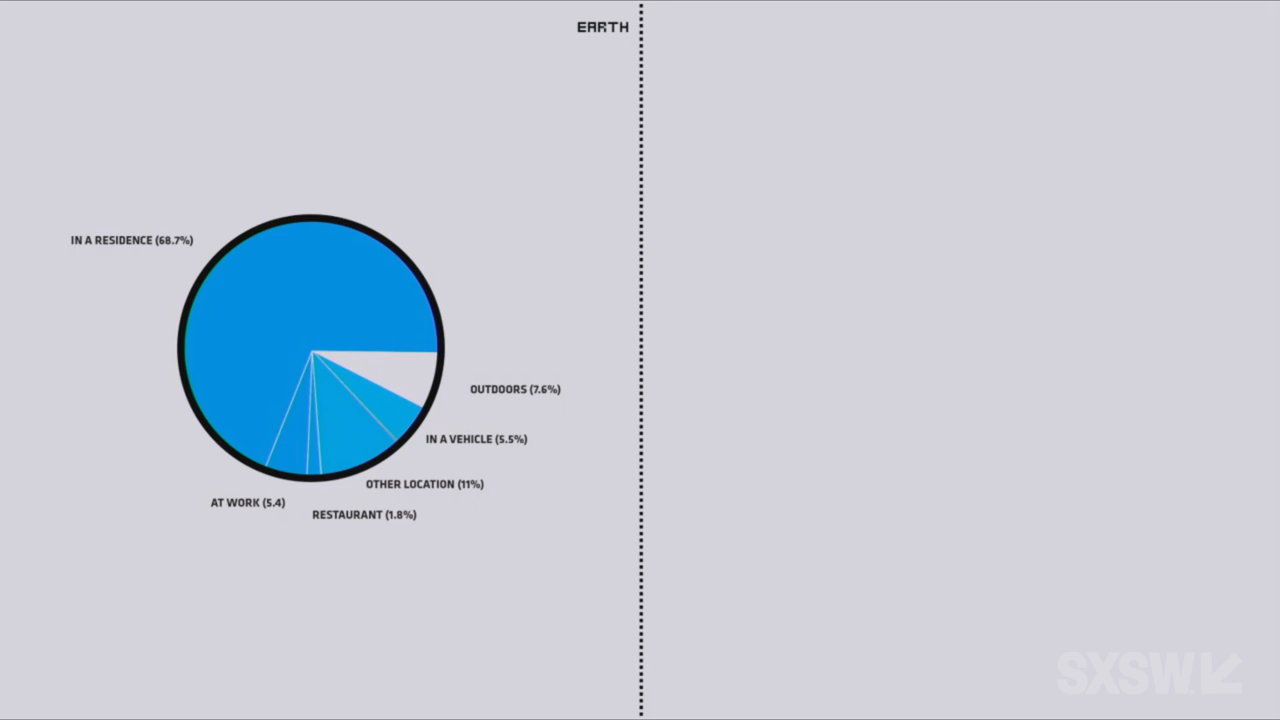 EARTH
IN A RESIDENCE (68.7%)
OUTDOORS (7.6%)
IN A VEHICLE (5.5%)
OTHER LOCATION (11%)
AT WORK (5.4)
RESTAURANT (1.8%)
SXSW